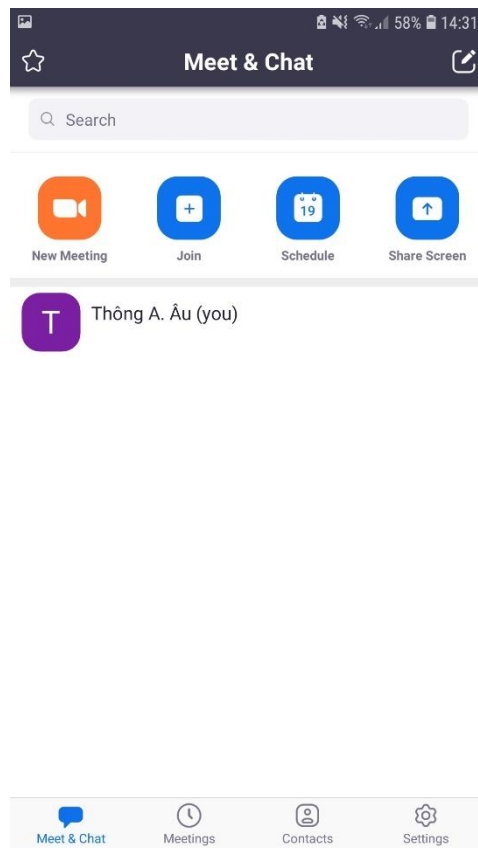 58% 14:31
Meet & Chat
Search
19
New Meeting Join Schedule Share Screen
T Thông A. Âu (you)
Meet & Chat Meetings Contacts Settings